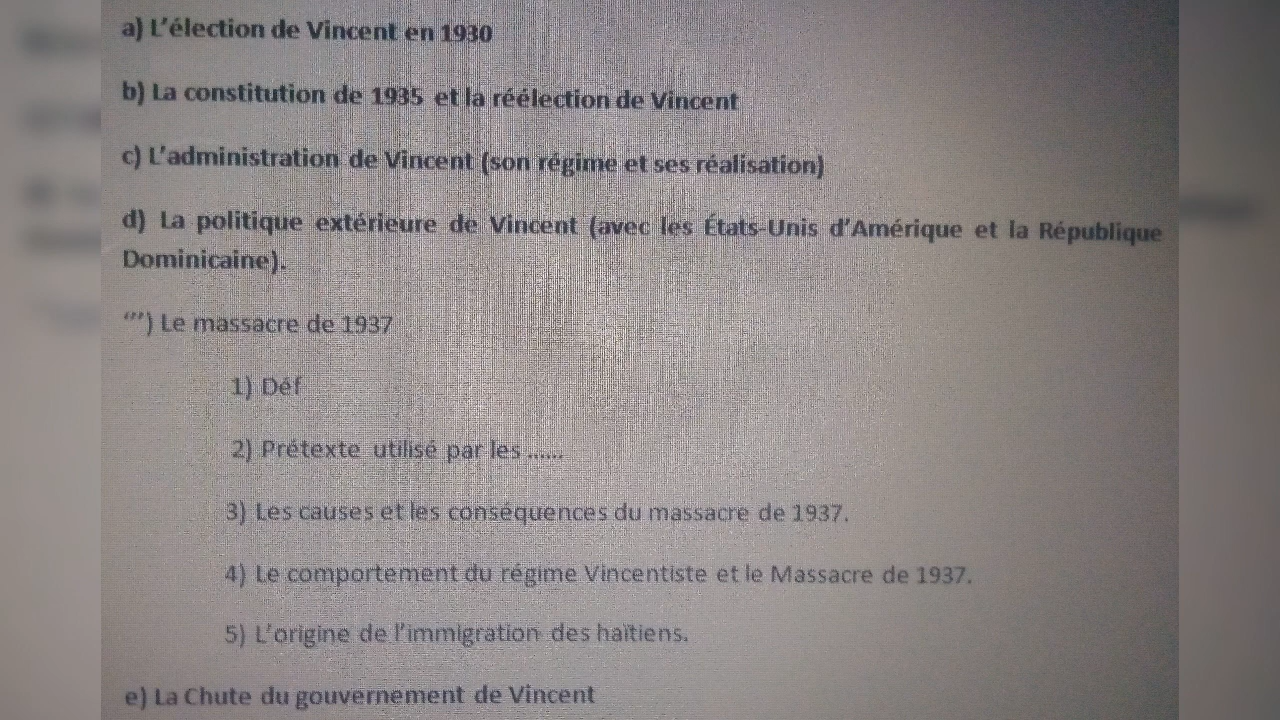 a) L'élection de Vincent en 1930
b) La constitution de 1935 et la réélection de Vincent
c) L'administration de Vincent (son régime et ses réalisation)
d) La politique extérieure de Vincent (avec les États-Unis d'Amérique et la République
Dominicaine).
“”’) Le massacre de 1937
1) Déf
2) Prétexte utilisé par les ......
3) Les causes et les conséquences du massacre de 1937.
4) Le comportement du régime Vincentiste et le Massacre de 1937.
5) L'origine de l'immigration des haïtiens.
e) La Chute du gouvernement de Vincent